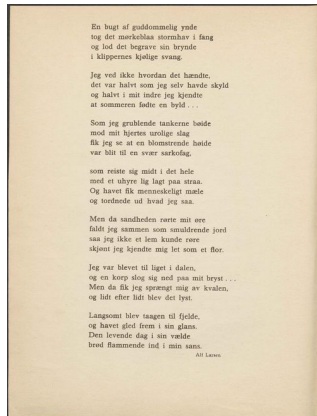 En bugt af guddommelig ynde
tog det mørkeblaa stormhav i fang
og lod det begrave sin brynde
i klippernes kjølige svang.
Jeg ved ikke hvordan det hændte,
det var halvt som jeg selv havde skyld
og halvt i mit indre jeg kjendte
at sommeren fødte en byld . . .
Som jeg grublende tankerne bøide
mod mit hjertes urolige slag
fik jeg se at en blomstrende høide
var blit til en svær sarkofag,
som reiste sig midt i det hele
med et uhyre lig lagt paa straa.
Og havet fik menneskeligt mæle
og tordnede ud hvad jeg saa.
Men da sandheden rørte mit øre
faldt jeg sammen som smuldrende jord
saa jeg ikke et lem kunde røre
skjønt jeg kjendte mig let som et flor.
Jeg var blevet til liget i dalen,
og en korp slog sig ned paa mit bryst . . .
Men da fik jeg sprængt mig av kvalen,
og lidt efter lidt blev det lyst.
Langsomt blev taagen til fjelde,
og havet gled frem i sin glans.
Den levende dag i sin vælde
brød flammende ind i min sans.
Alf Larsen